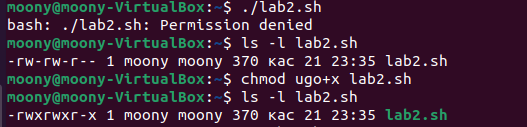 moony@moony-VirtualBox:~$ ./lab2.sh
bash: ./lab2.sh: Permission denied
moony@moony-VirtualBox:~$ ls -l lab2.sh
-rw-rw-r-- 1 moony moony 370 кас 21 23:35 lab2.sh
moony@moony-VirtualBox:~$ chmod ugo+x lab2.sh
moony@moony-VirtualBox:~$ ls -l lab2.sh
-rwxrwxr-x 1 moony moony 370 кас 21 23:35 lab2.sh